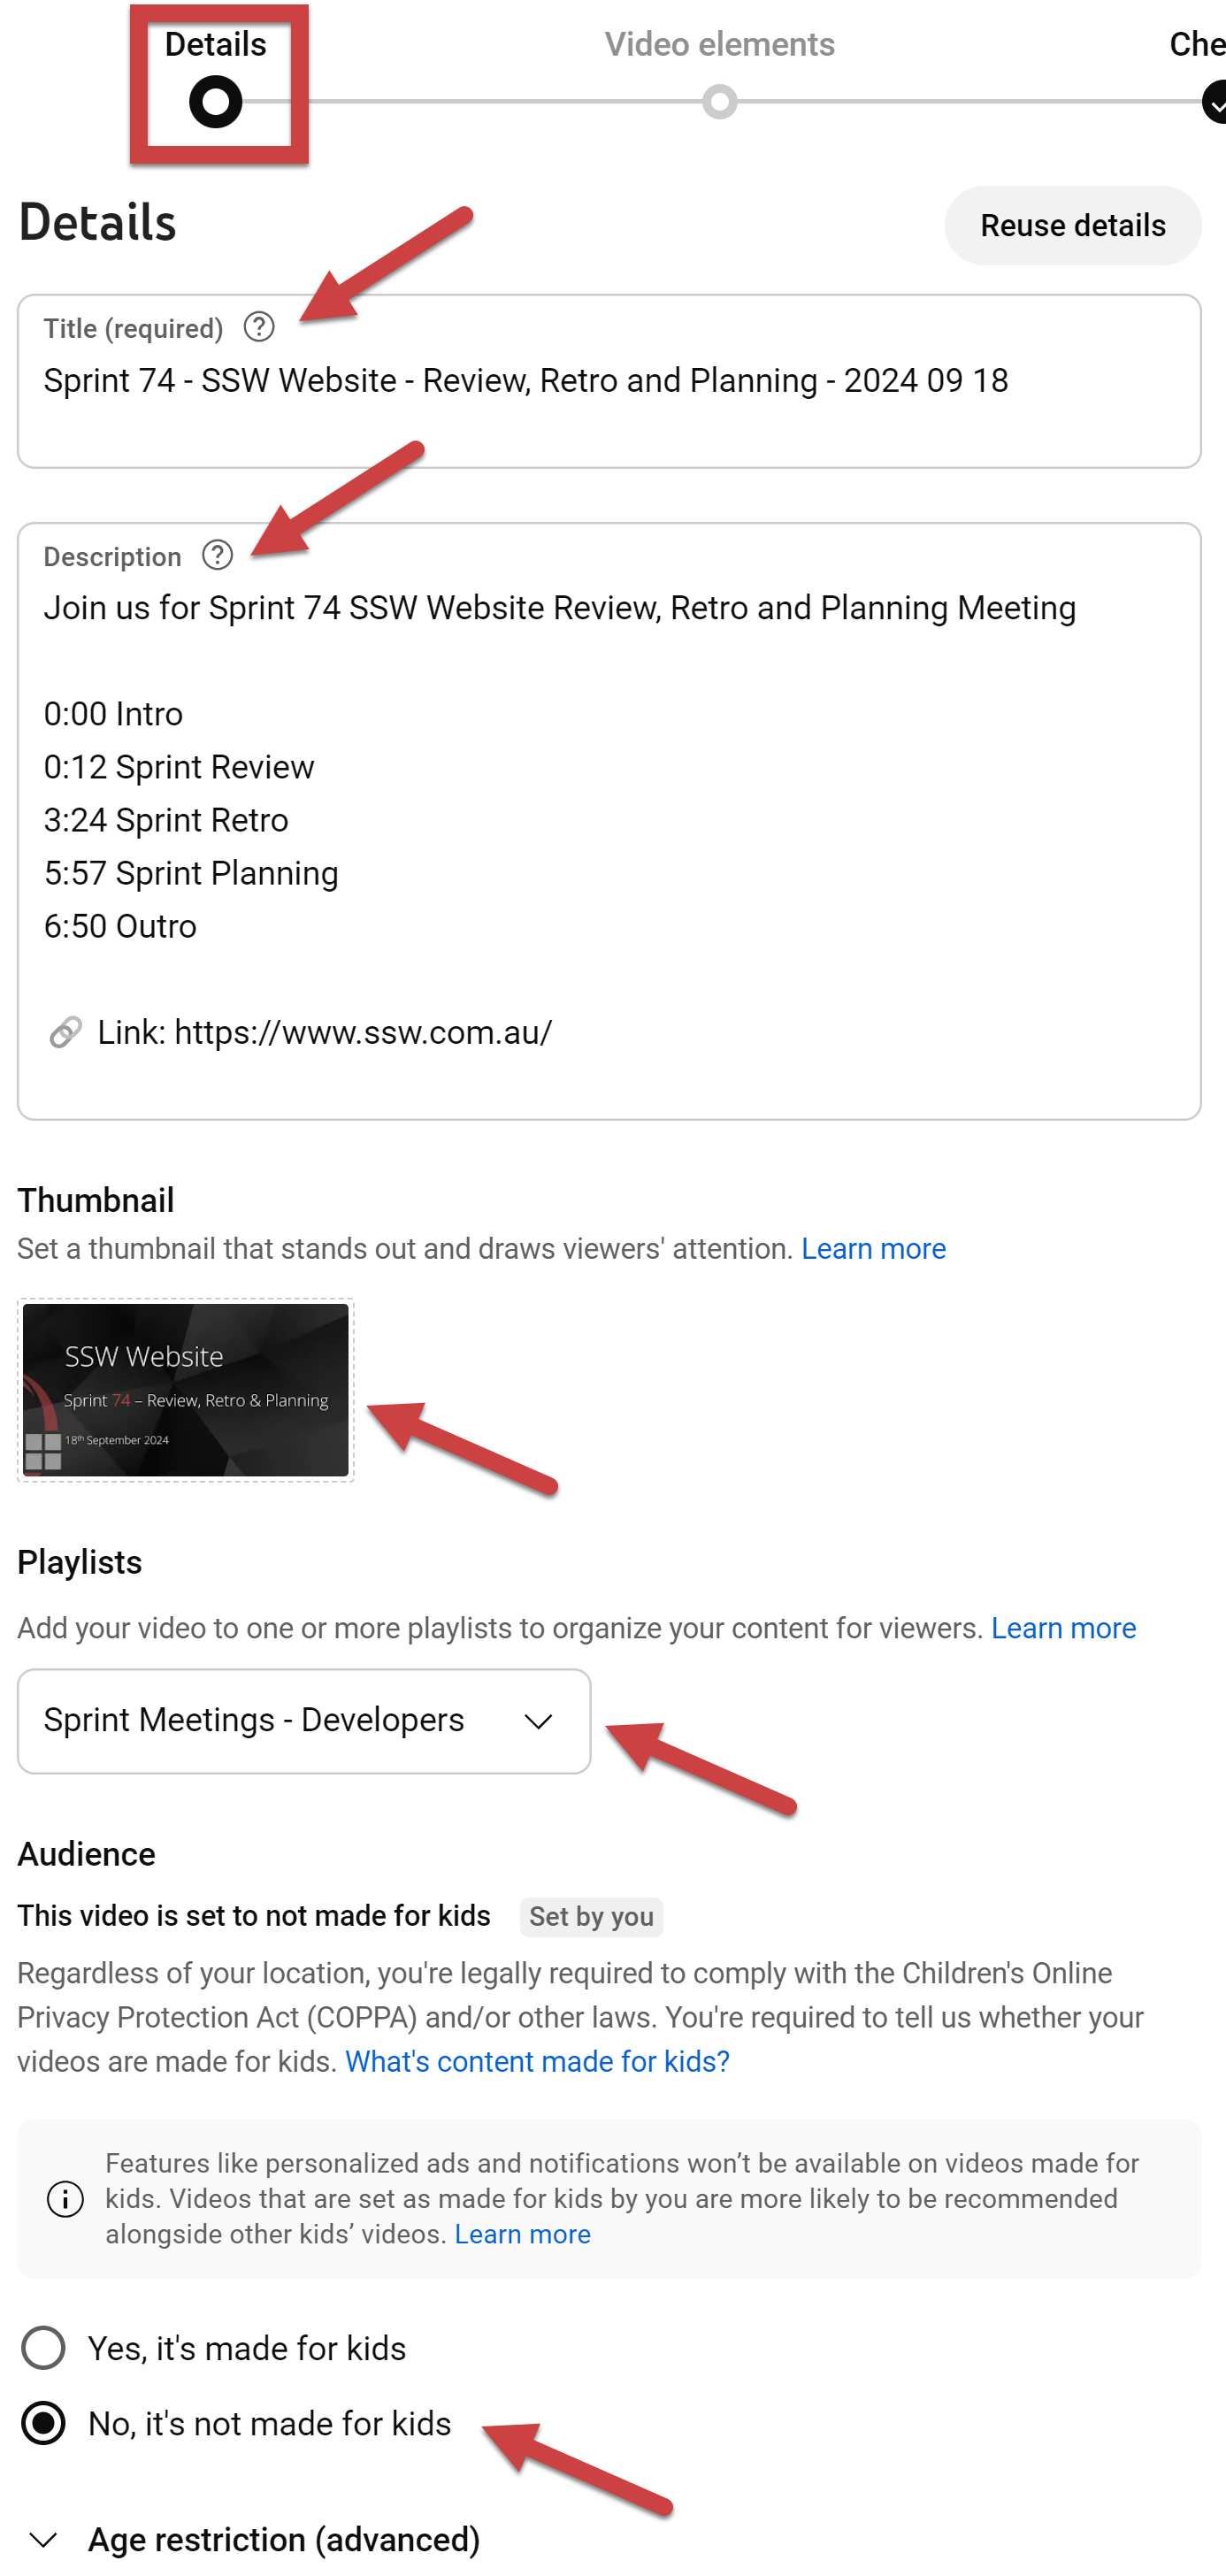 Details
Video elements
Che
Details
Reuse details
Title (required) ?
Sprint 74 - SSW Website - Review, Retro and Planning - 2024 09 18
Description ?
Join us for Sprint 74 SSW Website Review, Retro and Planning Meeting
0:00 Intro
0:12 Sprint Review
3:24 Sprint Retro
5:57 Sprint Planning
6:50 Outro
🔗 Link: https://www.ssw.com.au/
Thumbnail
Set a thumbnail that stands out and draws viewers' attention. Learn more
SSW Website
Sprint 74 – Review, Retro & Planning
18th September 2024
Playlists
Add your video to one or more playlists to organize your content for viewers. Learn more
Sprint Meetings - Developers
Audience
This video is set to not made for kids Set by you
Regardless of your location, you're legally required to comply with the Children's Online
Privacy Protection Act (COPPA) and/or other laws. You're required to tell us whether your
videos are made for kids. What's content made for kids?
Features like personalized ads and notifications won’t be available on videos made for
kids. Videos that are set as made for kids by you are more likely to be recommended
alongside other kids’ videos. Learn more
Yes, it's made for kids
No, it's not made for kids
Age restriction (advanced)